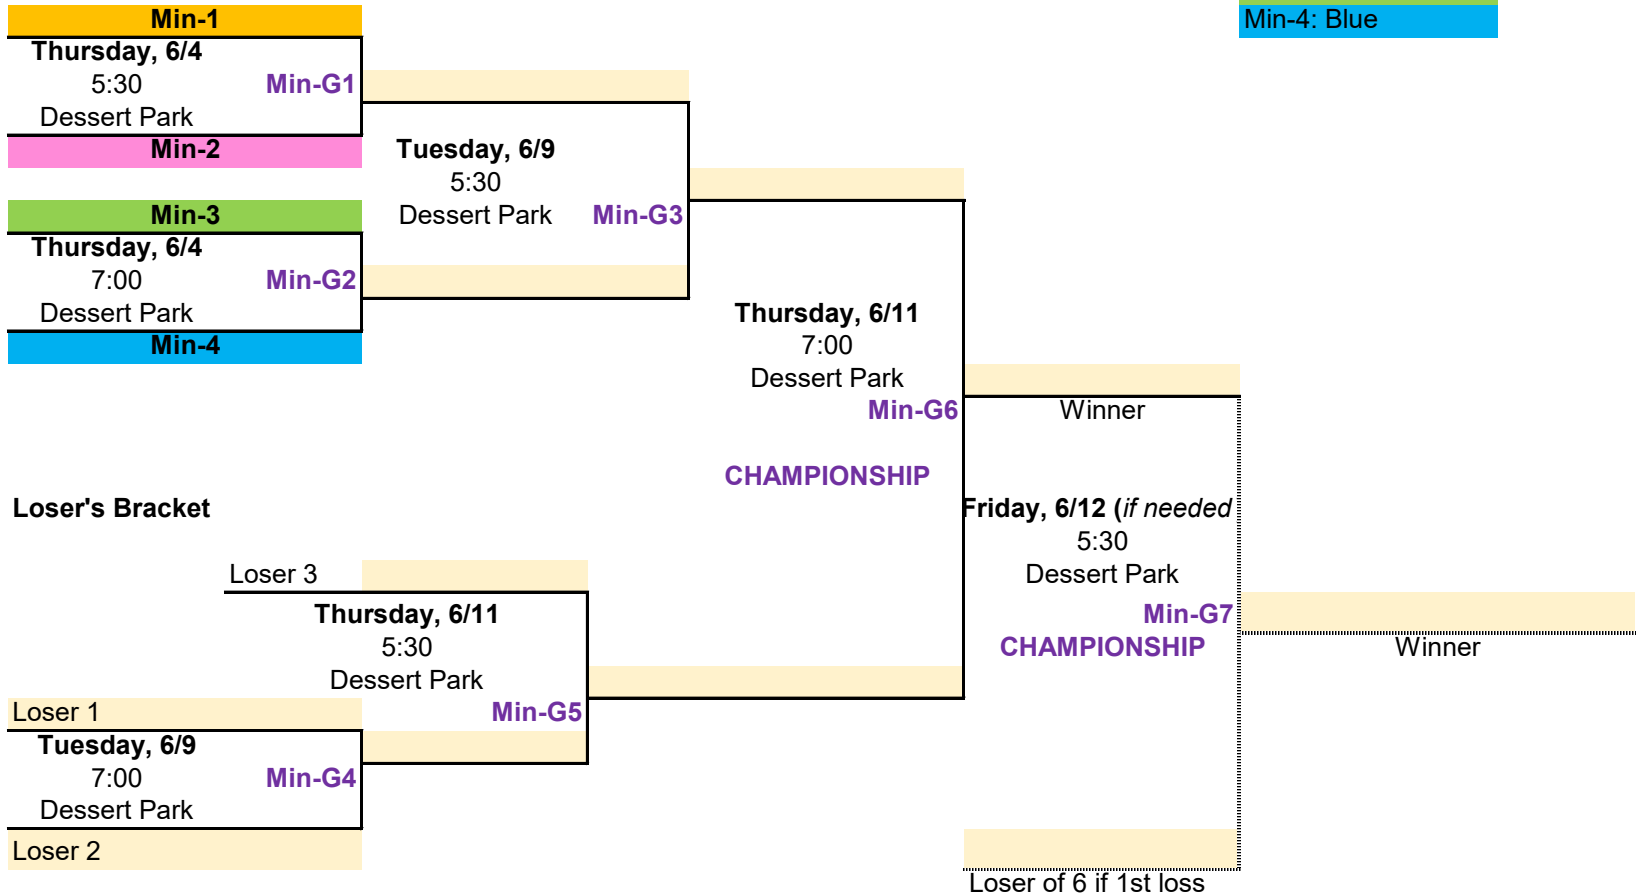 Min-1
Min-4: Blue
Thursday, 6/4
5:30
Min-G1
Dessert Park
Min-2
Tuesday, 6/9
5:30
Dessert Park
Min-G3
Min-3
Thursday, 6/4
7:00
Min-G2
Dessert Park
Min-4
Thursday, 6/11
7:00
Dessert Park
Min-G6
Winner
CHAMPIONSHIP
Loser's Bracket
Friday, 6/12 (if needed
5:30
Dessert Park
Min-G7
CHAMPIONSHIP
Winner
Loser 3
Thursday, 6/11
5:30
Dessert Park
Min-G5
Loser 1
Tuesday, 6/9
7:00
Min-G4
Dessert Park
Loser 2
Loser of 6 if 1st loss